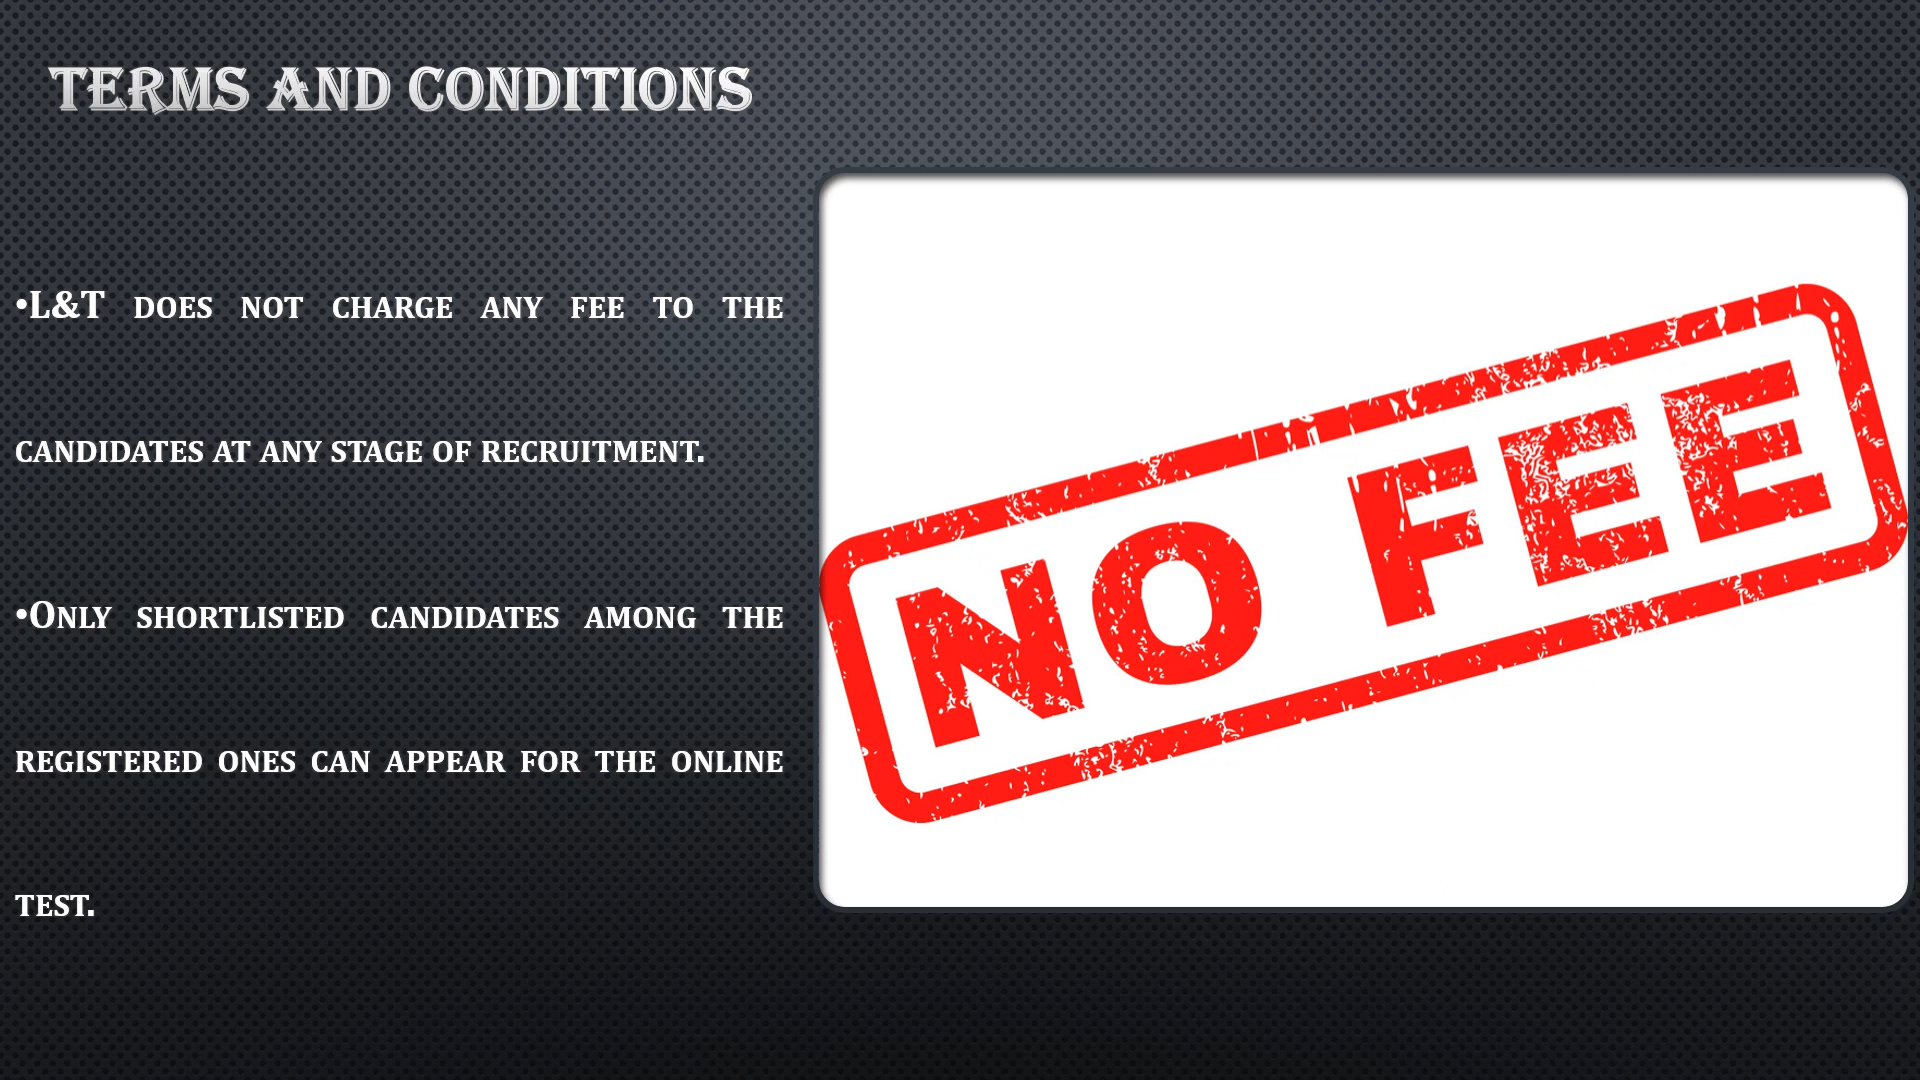 TERMS AND CONDITIONS
•L&T DOES NOT CHARGE ANY FEE TO THE
CANDIDATES AT ANY STAGE OF RECRUITMENT.
•ONLY SHORTLISTED CANDIDATES AMONG THE
REGISTERED ONES CAN APPEAR FOR THE ONLINE
TEST.
NO FEE